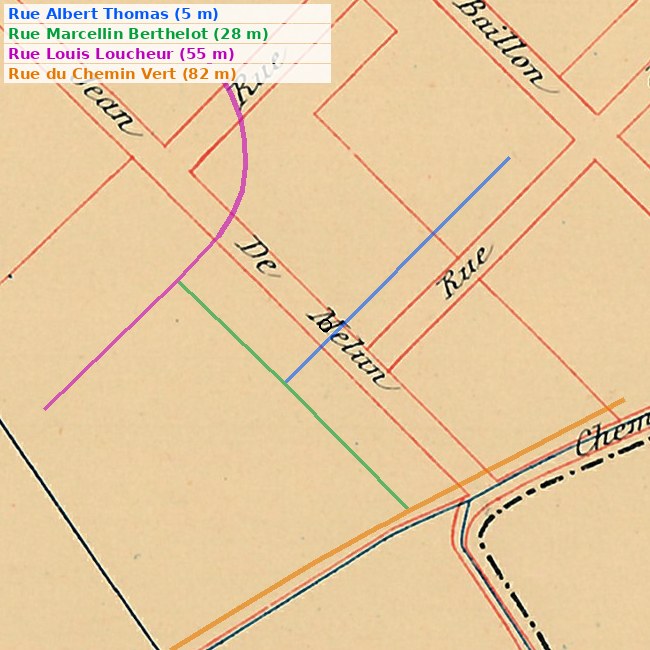 Rue Albert Thomas (5 m)
Rue Marcellin Berthelot (28 m)
Rue Louis Loucheur (55 m)
Rue du Chemin Vert (82 m)
Baillon
Rue
Jean
De
Rue
Melun
Chem